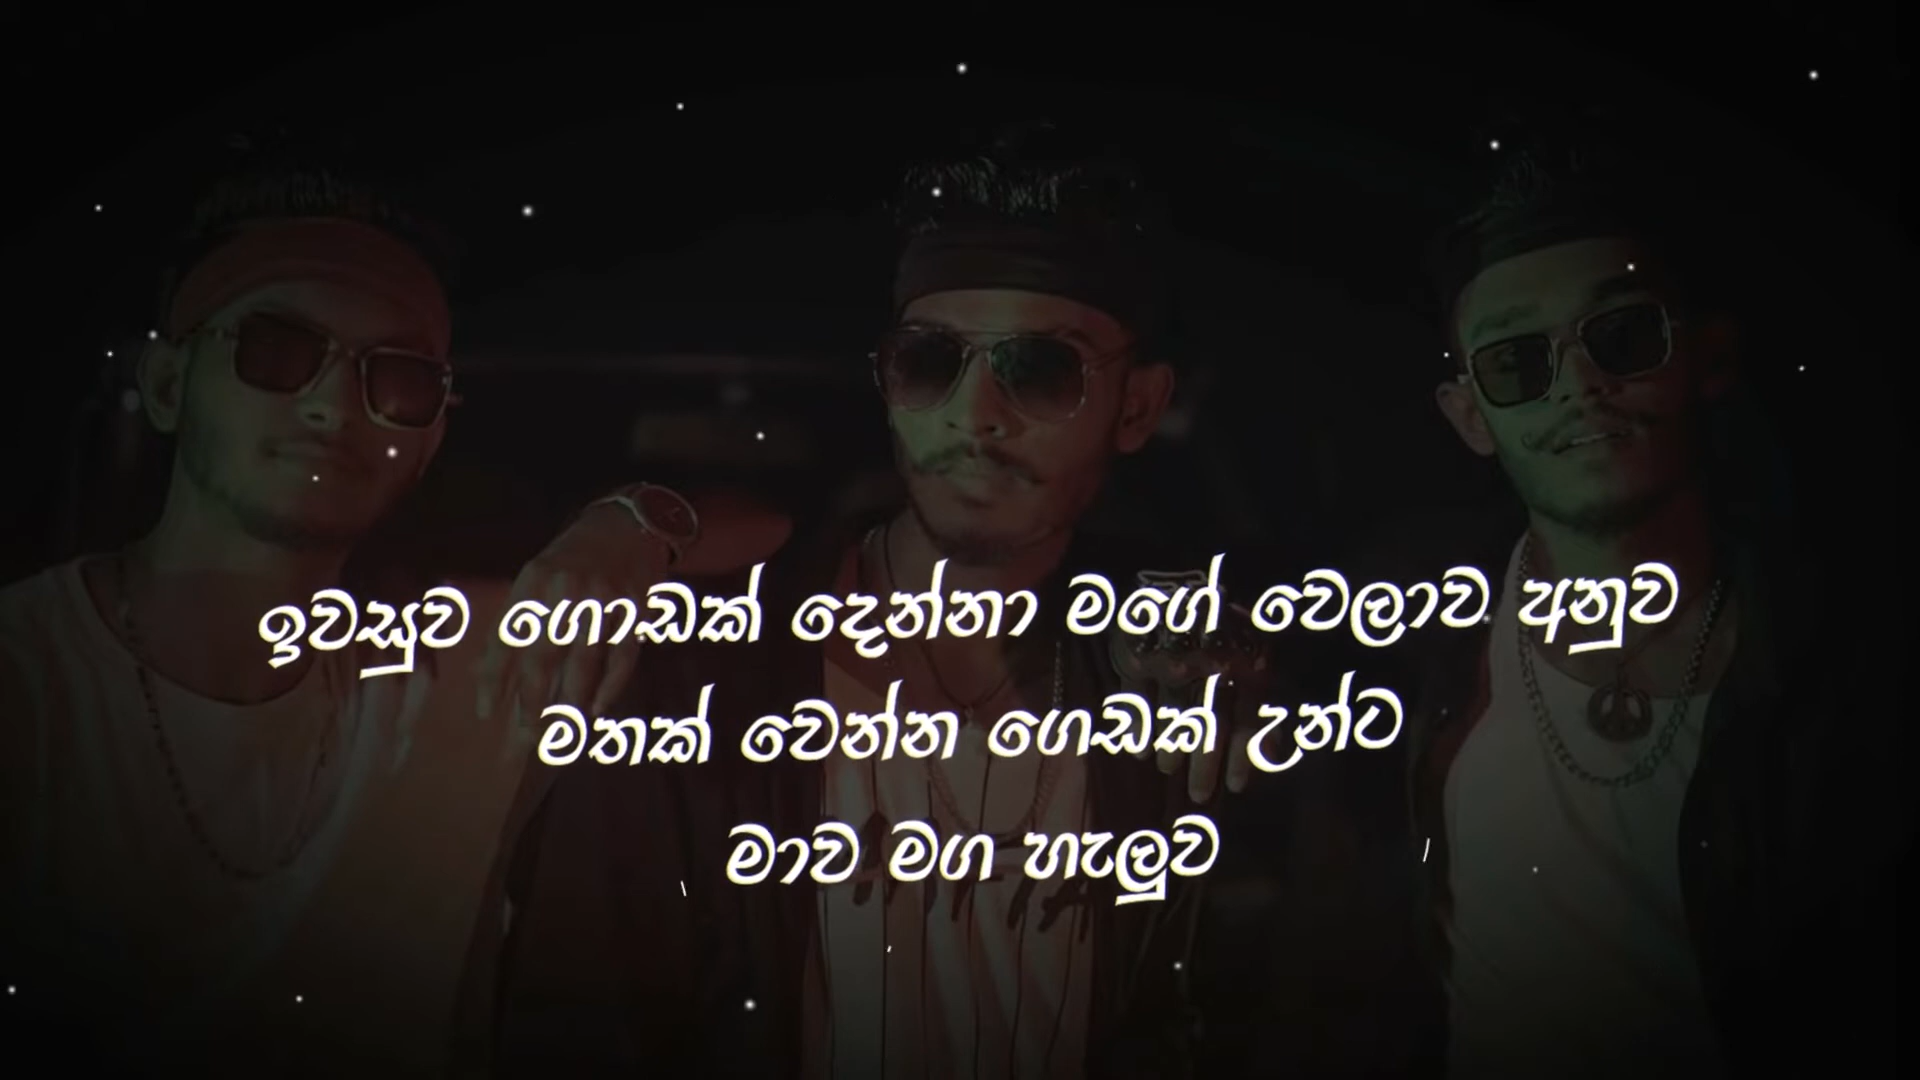 ඉවසුව ගොඩක් දෙන්නා මගේ වෙලාව අනුව
මතක් වෙන්න ගෙඩක් උන්ට
මාව මග හැලුව